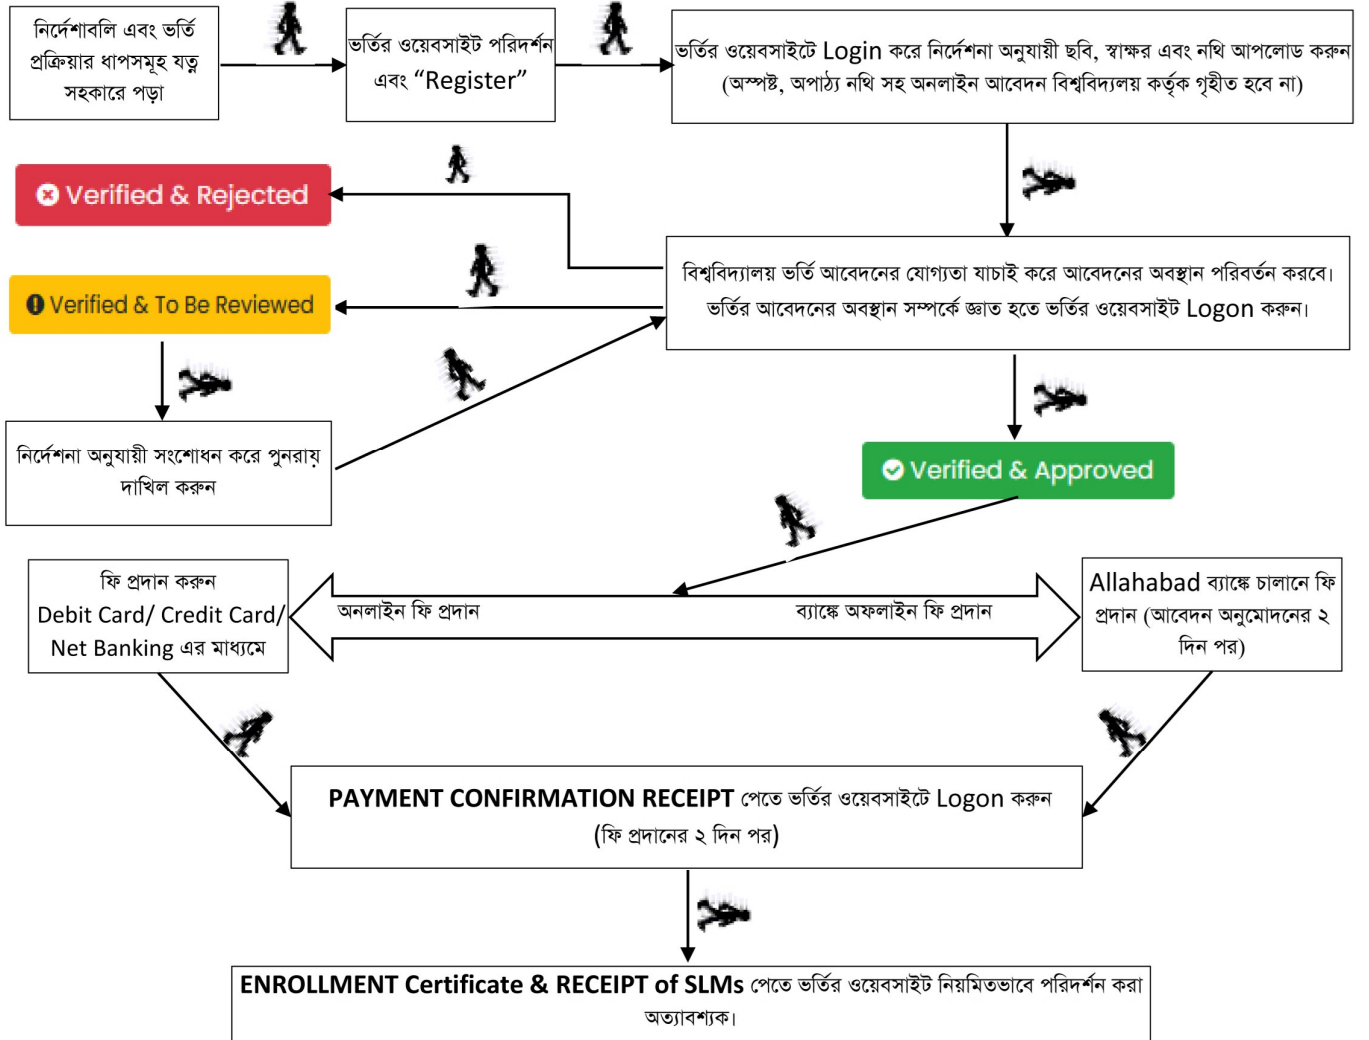 নির্দেশাবলি এবং ভর্তি
প্রক্রিয়ার ধাপসমূহ যত্ন
সহকারে পড়া
ভর্তির ওয়েবসাইট পরিদর্শন
এবং “Register”
ভর্তির ওয়েবসাইটে Login করে নির্দেশনা অনুযায়ী ছবি, স্বাক্ষর এবং নথি আপলোড করুন
(অস্পষ্ট, অপাঠ্য নথি সহ অনলাইন আবেদন বিশ্ববিদ্যলয় কর্তৃক গৃহীত হবে না)
Verified & Rejected
বিশ্ববিদ্যালয় ভর্তি আবেদনের যোগ্যতা যাচাই করে আবেদনের অবস্থান পরিবর্তন করবে।
ভর্তির আবেদনের অবস্থান সম্পর্কে জ্ঞাত হতে ভর্তির ওয়েবসাইট Logon করুন।
Verified & To Be Reviewed
নির্দেশনা অনুযায়ী সংশোধন করে পুনরায়
দাখিল করুন
Verified & Approved
ফি প্রদান করুন
Debit Card/ Credit Card/
Net Banking এর মাধ্যমে
অনলাইন ফি প্রদান
ব্যাঙ্কে অফলাইন ফি প্রদান
Allahabad ব্যাঙ্কে চালানে ফি
প্রদান (আবেদন অনুমোদনের ২
দিন পর)
PAYMENT CONFIRMATION RECEIPT পেতে ভর্তির ওয়েবসাইটে Logon করুন
(ফি প্রদানের ২ দিন পর)
ENROLLMENT Certificate & RECEIPT of SLMs পেতে ভর্তির ওয়েবসাইট নিয়মিতভাবে পরিদর্শন করা
অত্যাবশ্যক।